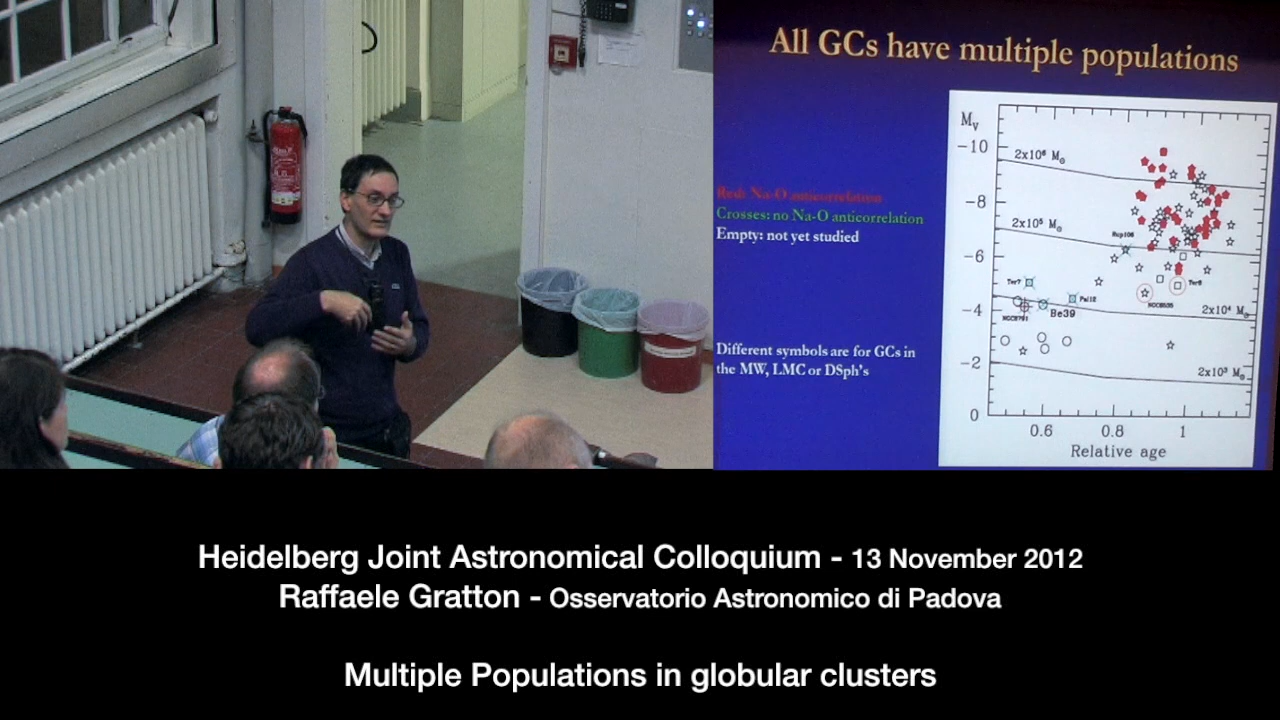 All GCs have multiple populations
Red: Na-O anticorrelation
Crosses: no Na-O anticorrelation
Empty: not yet studied
Different symbols are for GCs in
the MW, LMC or DSph's
Mv
-10
-8
-6
-4
-2
0
2x10⁶ M⊙
2x10⁵ M⊙
2x10⁴ M⊙
2x10³ M⊙
Rup106
Ter7
Pal12
Be39
NGC6791
Ter8
0.6
0.8
1
Relative age
Heidelberg Joint Astronomical Colloquium - 13 November 2012
Raffaele Gratton - Osservatorio Astronomico di Padova
Multiple Populations in globular clusters